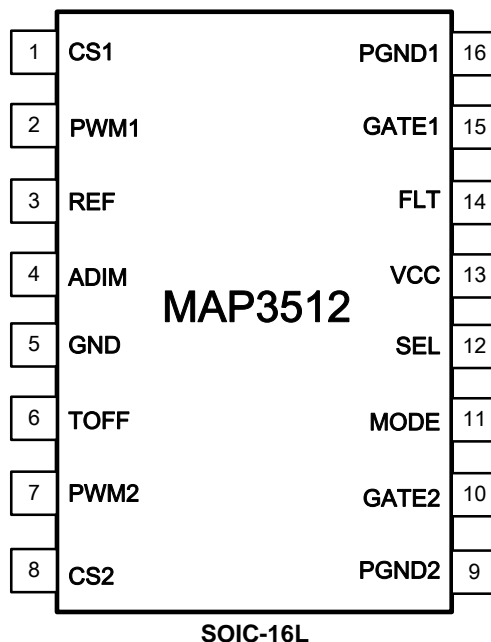 1 CS1 PGND1 16
2 PWM1 GATE1 15
3 REF FLT 14
4 ADIM VCC 13
MAP3512
5 GND SEL 12
6 TOFF MODE 11
7 PWM2 GATE2 10
8 CS2 PGND2 9
SOIC-16L